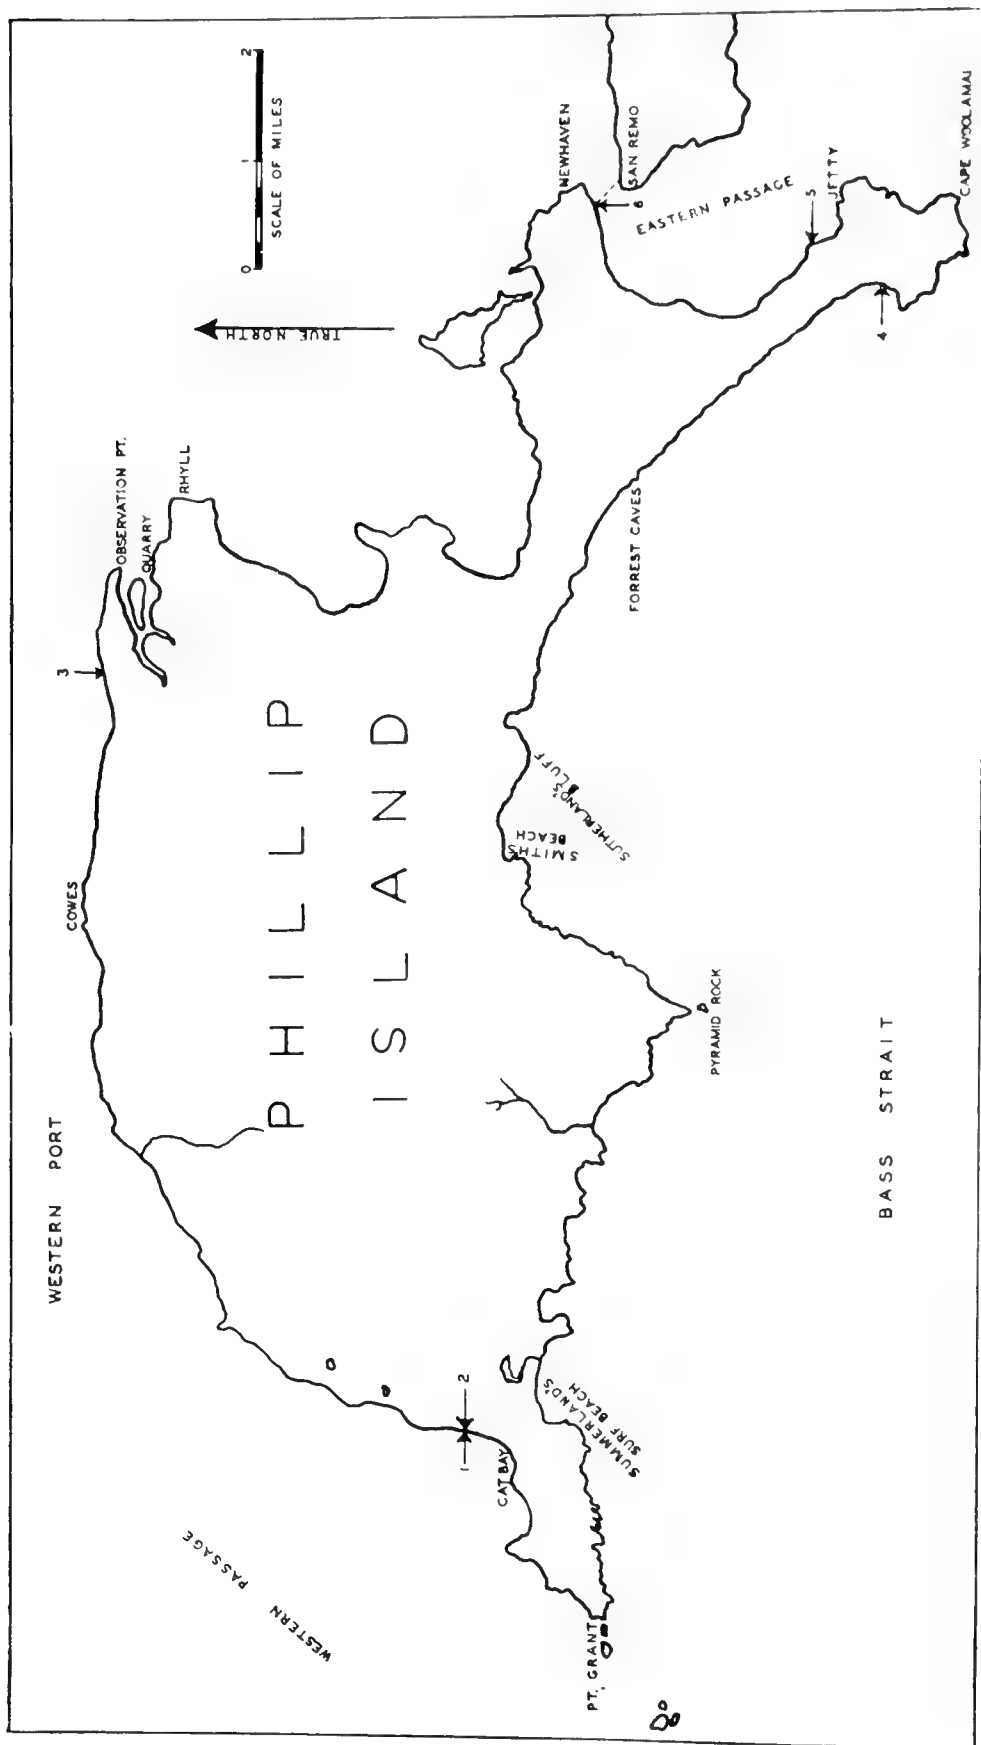 WESTERN PORT
COWES
3
OBSERVATION PT.
QUARRY
RHYLL
0 1 2
SCALE OF MILES
TRUE NORTH
PHILLIP
ISLAND
WESTERN PASSAGE
1
2
CAT BAY
PT. GRANT
SUMMERLAND'S
SURF BEACH
PYRAMID ROCK
SMITHS
BEACH
SUTHERLAND'S
BLUFF
FORREST CAVES
NEWHAVEN
SAN REMO
6
EASTERN PASSAGE
5
JETTY
4
CAPE WOOLAMAI
BASS STRAIT